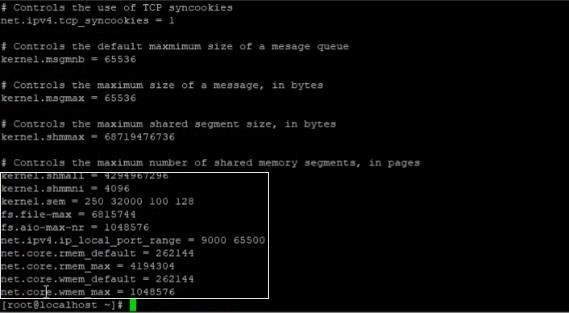 # Controls the use of TCP syncookies
net.ipv4.tcp_syncookies = 1
# Controls the default maxmimum size of a mesage queue
kernel.msgmnb = 65536
# Controls the maximum size of a message, in bytes
kernel.msgmax = 65536
# Controls the maximum shared segment size, in bytes
kernel.shmmax = 68719476736
# Controls the maximum number of shared memory segments, in pages
kernel.shmall = 4294967296
kernel.shmmni = 4096
kernel.sem = 250 32000 100 128
fs.file-max = 6815744
fs.aio-max-nr = 1048576
net.ipv4.ip_local_port_range = 9000 65500
net.core.rmem_default = 262144
net.core.rmem_max = 4194304
net.core.wmem_default = 262144
net.core.wmem_max = 1048576
[root@localhost ~]#